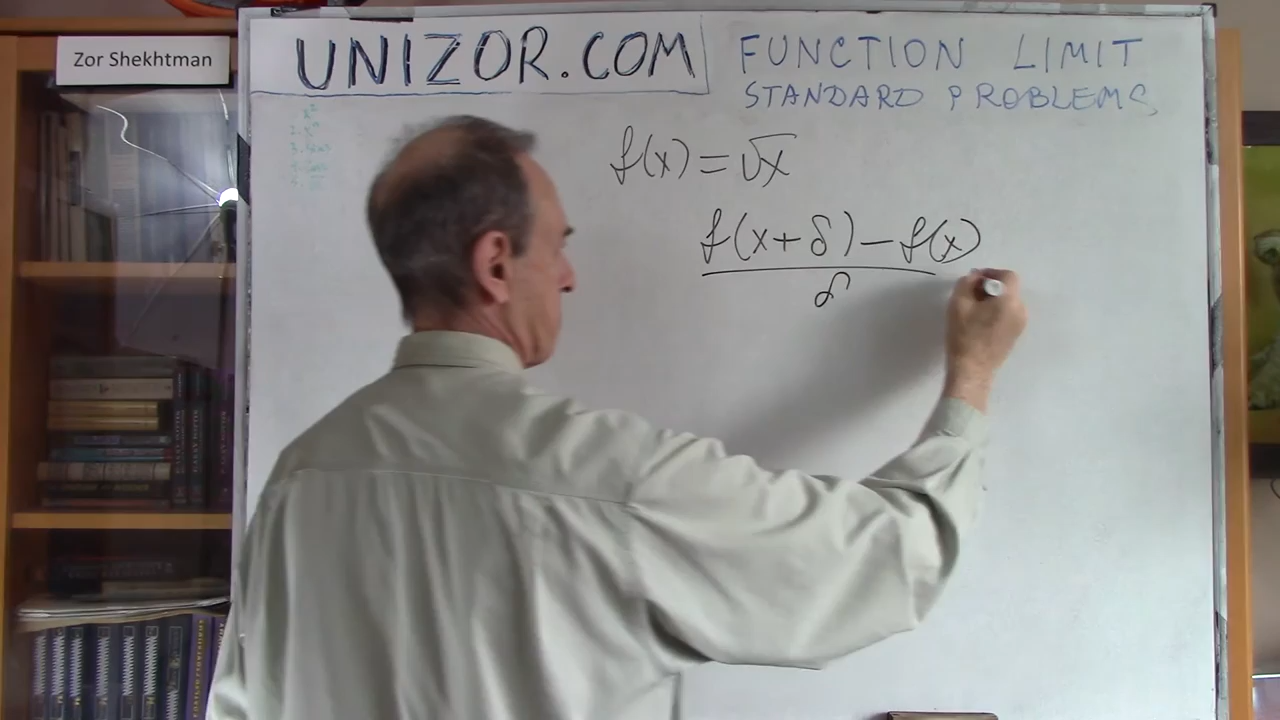 Zor Shekhtman
UNIZOR.COM
FUNCTION LIMIT
STANDARD PROBLEMS
f(x) = √x
f(x+δ) − f(x)
δ